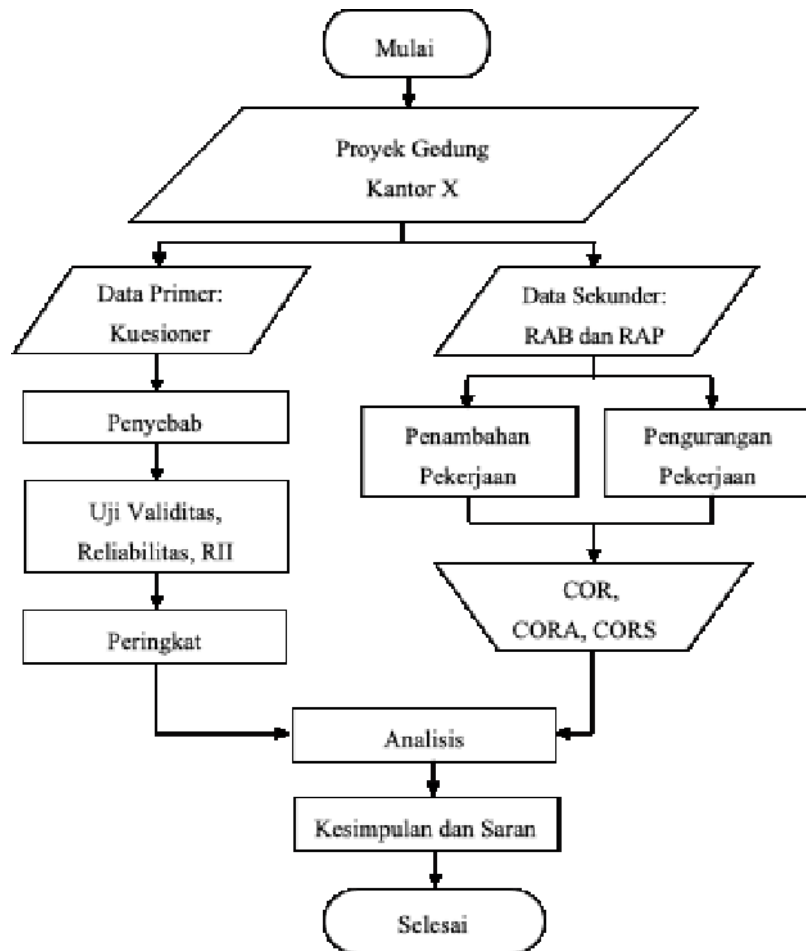 Mulai
Proyek Gedung
Kantor X
Data Primer:
Kuesioner
Data Sekunder:
RAB dan RAP
Penyebab
Penambahan
Pekerjaan
Pengurangan
Pekerjaan
Uji Validitas,
Reliabilitas, RII
COR,
CORA, CORS
Peringkat
Analisis
Kesimpulan dan Saran
Selesai